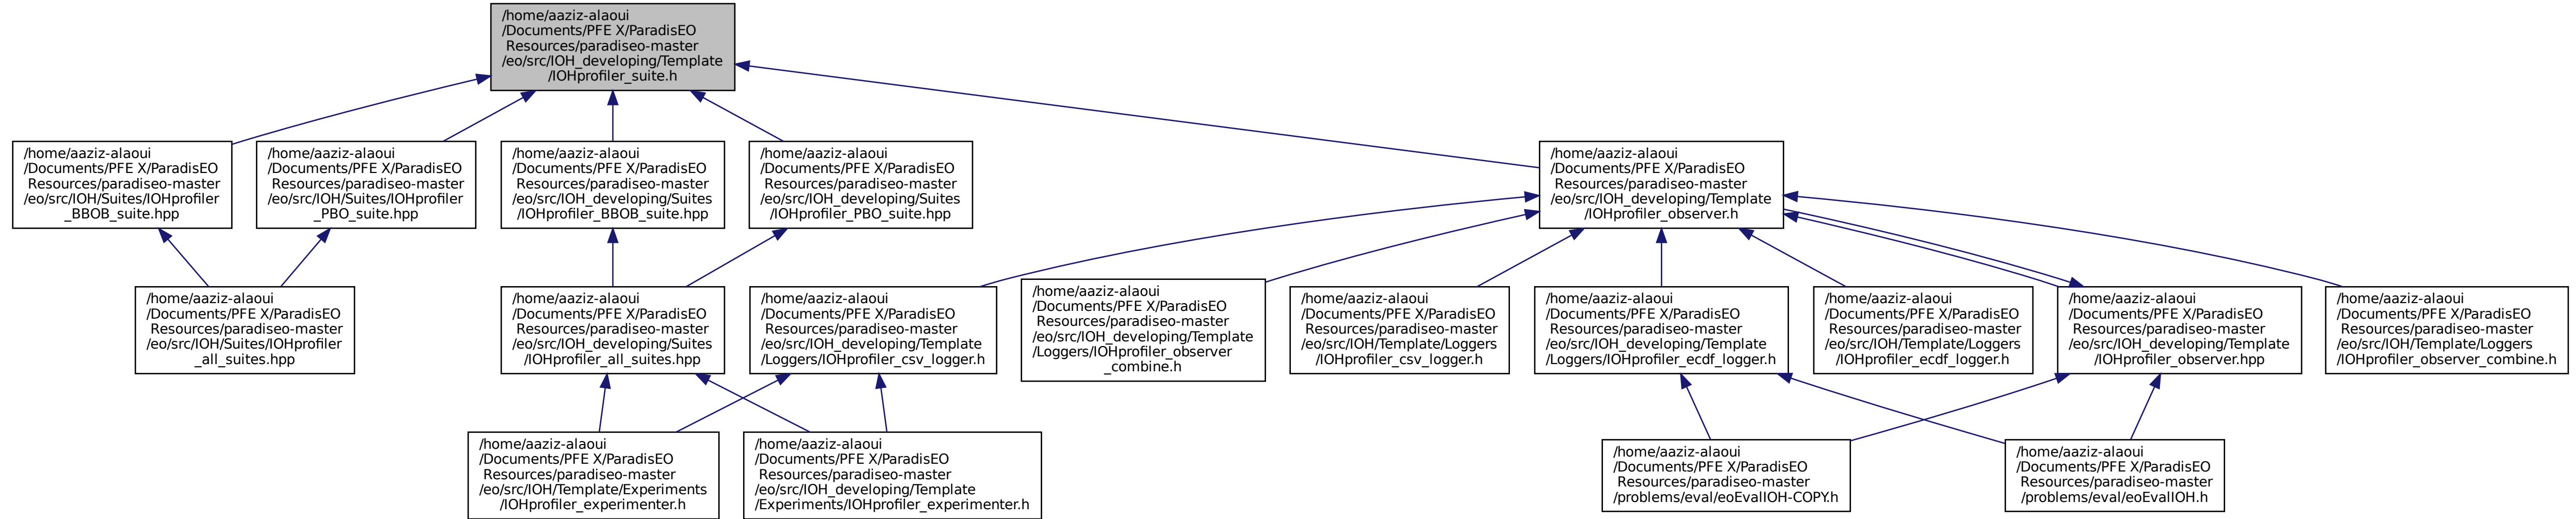 /home/aaziz-alaoui
/Documents/PFE X/ParadisEO
Resources/paradiseo-master
/eo/src/IOH_developing/Template
/IOHprofiler_suite.h
/home/aaziz-alaoui
/Documents/PFE X/ParadisEO
Resources/paradiseo-master
/eo/src/IOH/Suites/IOHprofiler
_BBOB_suite.hpp
/home/aaziz-alaoui
/Documents/PFE X/ParadisEO
Resources/paradiseo-master
/eo/src/IOH/Suites/IOHprofiler
_PBO_suite.hpp
/home/aaziz-alaoui
/Documents/PFE X/ParadisEO
Resources/paradiseo-master
/eo/src/IOH_developing/Suites
/IOHprofiler_BBOB_suite.hpp
/home/aaziz-alaoui
/Documents/PFE X/ParadisEO
Resources/paradiseo-master
/eo/src/IOH_developing/Suites
/IOHprofiler_PBO_suite.hpp
/home/aaziz-alaoui
/Documents/PFE X/ParadisEO
Resources/paradiseo-master
/eo/src/IOH_developing/Template
/IOHprofiler_observer.h
/home/aaziz-alaoui
/Documents/PFE X/ParadisEO
Resources/paradiseo-master
/eo/src/IOH/Suites/IOHprofiler
_all_suites.hpp
/home/aaziz-alaoui
/Documents/PFE X/ParadisEO
Resources/paradiseo-master
/eo/src/IOH_developing/Suites
/IOHprofiler_all_suites.hpp
/home/aaziz-alaoui
/Documents/PFE X/ParadisEO
Resources/paradiseo-master
/eo/src/IOH_developing/Template
/Loggers/IOHprofiler_csv_logger.h
/home/aaziz-alaoui
/Documents/PFE X/ParadisEO
Resources/paradiseo-master
/eo/src/IOH_developing/Template
/Loggers/IOHprofiler_observer
_combine.h
/home/aaziz-alaoui
/Documents/PFE X/ParadisEO
Resources/paradiseo-master
/eo/src/IOH/Template/Loggers
/IOHprofiler_csv_logger.h
/home/aaziz-alaoui
/Documents/PFE X/ParadisEO
Resources/paradiseo-master
/eo/src/IOH_developing/Template
/Loggers/IOHprofiler_ecdf_logger.h
/home/aaziz-alaoui
/Documents/PFE X/ParadisEO
Resources/paradiseo-master
/eo/src/IOH/Template/Loggers
/IOHprofiler_ecdf_logger.h
/home/aaziz-alaoui
/Documents/PFE X/ParadisEO
Resources/paradiseo-master
/eo/src/IOH_developing/Template
/IOHprofiler_observer.hpp
/home/aaziz-alaoui
/Documents/PFE X/ParadisEO
Resources/paradiseo-master
/eo/src/IOH/Template/Loggers
/IOHprofiler_observer_combine.h
/home/aaziz-alaoui
/Documents/PFE X/ParadisEO
Resources/paradiseo-master
/eo/src/IOH/Template/Experiments
/IOHprofiler_experimenter.h
/home/aaziz-alaoui
/Documents/PFE X/ParadisEO
Resources/paradiseo-master
/eo/src/IOH_developing/Template
/Experiments/IOHprofiler_experimenter.h
/home/aaziz-alaoui
/Documents/PFE X/ParadisEO
Resources/paradiseo-master
/problems/eval/eoEvalIOH-COPY.h
/home/aaziz-alaoui
/Documents/PFE X/ParadisEO
Resources/paradiseo-master
/problems/eval/eoEvalIOH.h